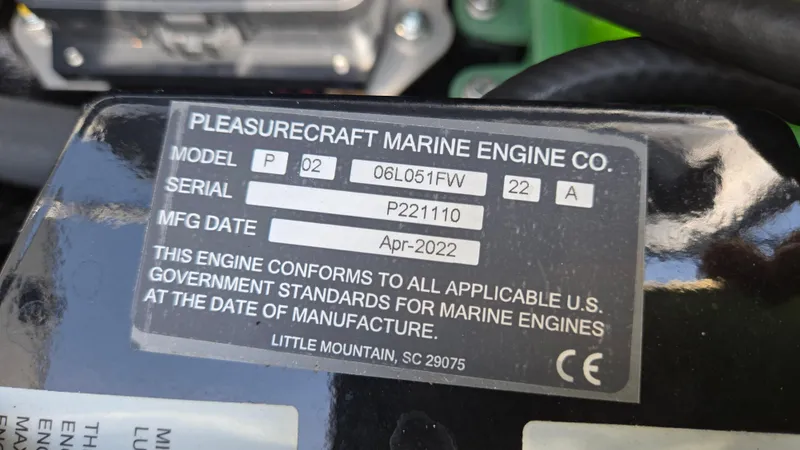 PLEASURECRAFT MARINE ENGINE CO.
MODEL P 02 06L051FW 22 A
SERIAL P221110
MFG DATE Apr-2022
THIS ENGINE CONFORMS TO ALL APPLICABLE U.S.
GOVERNMENT STANDARDS FOR MARINE ENGINES
AT THE DATE OF MANUFACTURE.
LITTLE MOUNTAIN, SC 29075
CE